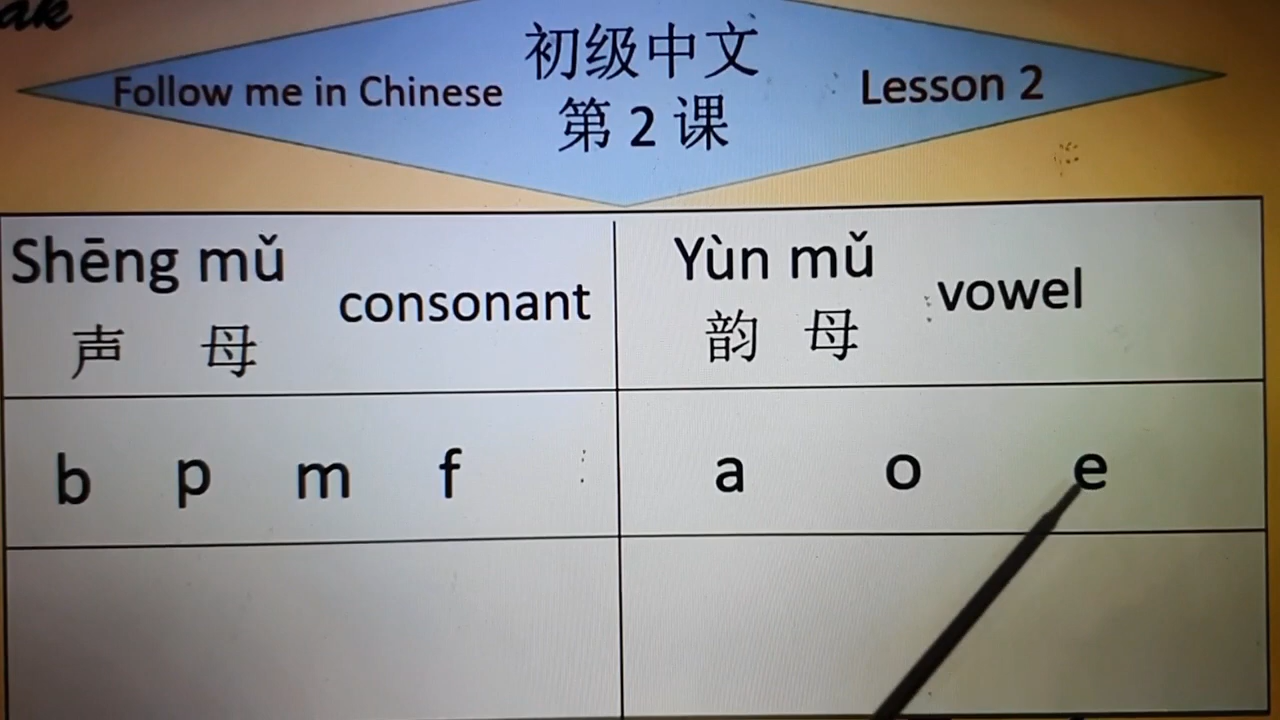 Follow me in Chinese
初级中文
第 2 课
Lesson 2
Shēng mǔ
声 母
consonant
Yùn mǔ
韵 母
vowel
b p m f
a o e